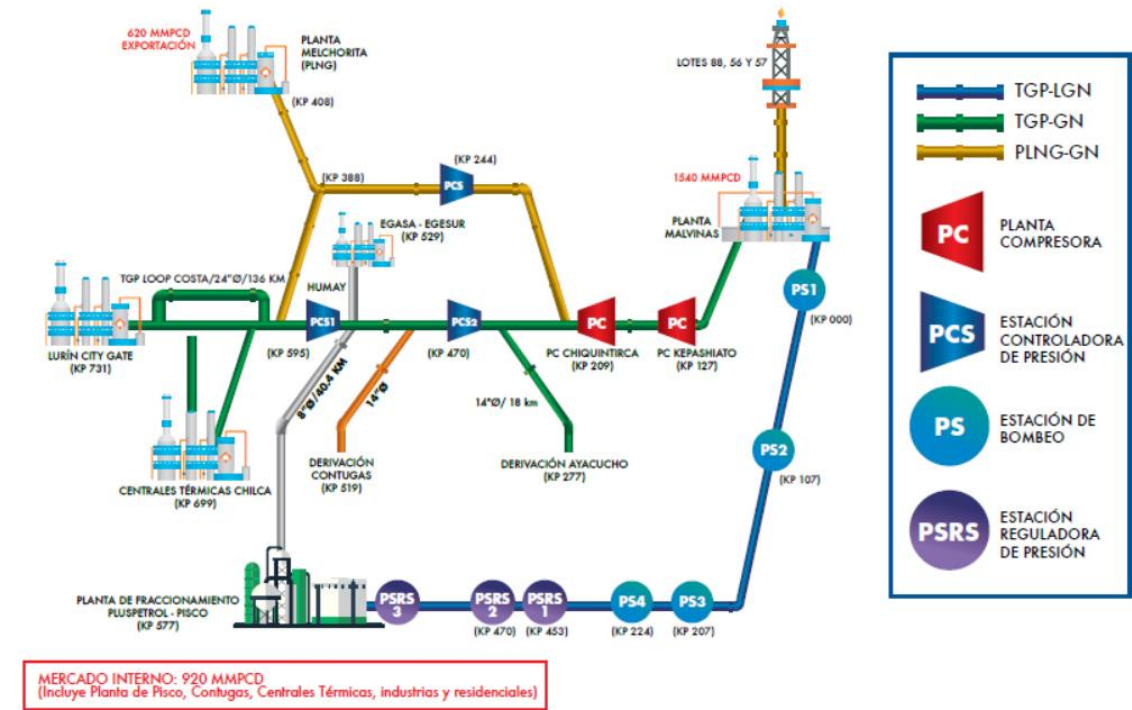 620 MMPCD
EXPORTACIÓN
PLANTA
MELCHORITA
(PLNG)
(KP 408)
LOTES 88, 56 Y 57
TGP-LGN
TGP-GN
PLNG-GN
(KP 388)
(KP 244)
PCS
1540 MMPCD
PLANTA
MALVINAS
PC
PLANTA
COMPRESORA
EGASA - EGESUR
(KP 529)
TGP LOOP COSTA/24"Ø/136 KM
HUMAY
PS1
(KP 000)
PCS
ESTACIÓN
CONTROLADORA
DE PRESIÓN
PCS1
PCS2
PC
PC
LURÍN CITY GATE
(KP 731)
(KP 595)
(KP 470)
PC CHIQUINTIRCA
(KP 209)
PC KEPASHIATO
(KP 127)
8"Ø/40.4 KM
14"Ø
14"Ø/ 18 km
PS
ESTACIÓN DE
BOMBEO
PS2
(KP 107)
CENTRALES TÉRMICAS CHILCA
(KP 699)
DERIVACIÓN
CONTUGAS
(KP 519)
DERIVACIÓN AYACUCHO
(KP 277)
PSRS
ESTACIÓN
REGULADORA
DE PRESIÓN
PLANTA DE FRACCIONAMIENTO
PLUSPETROL - PISCO
(KP 577)
PSRS
3
PSRS
2
(KP 470)
PSRS
1
(KP 453)
PS4
(KP 224)
PS3
(KP 207)
MERCADO INTERNO: 920 MMPCD
(Incluye Planta de Pisco, Contugas, Centrales Térmicas, industrias y residenciales)